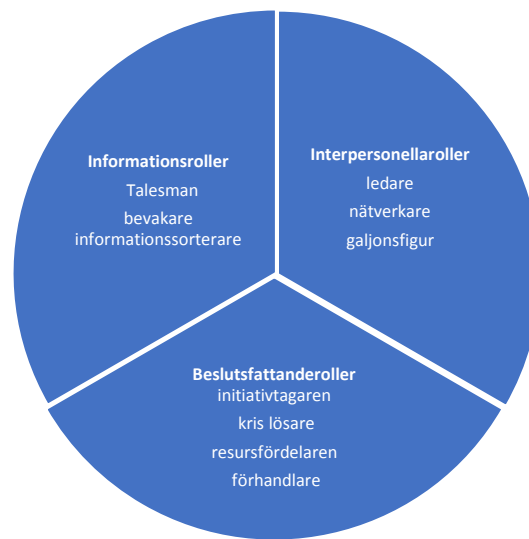 Informationsroller
Talesman
bevakare
informationssorterare
Interpersonellaroller
ledare
nätverkare
galjonsfigur
Beslutsfattanderoller
initiativtagaren
kris lösare
resursfördelaren
förhandlare